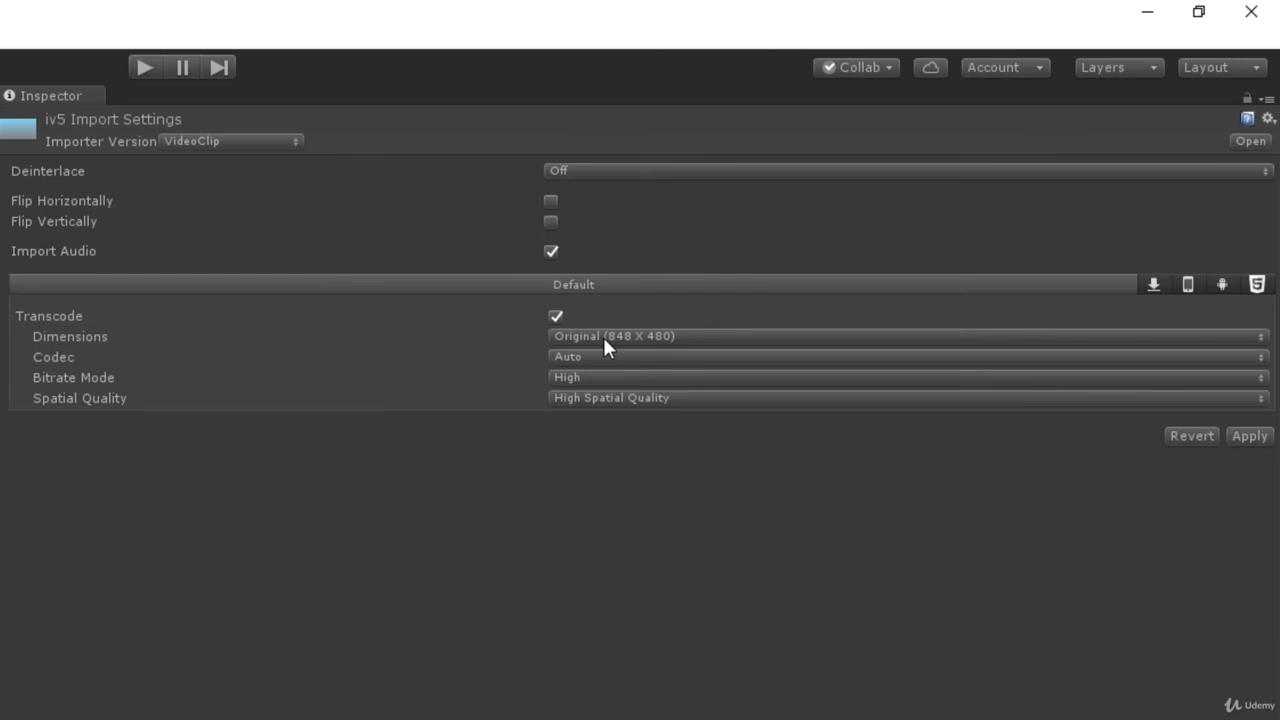 Collab Account Layers Layout
Inspector
iv5 Import Settings
Importer Version VideoClip Open
Deinterlace Off
Flip Horizontally
Flip Vertically
Import Audio
Default
Transcode
Dimensions Original (848 X 480)
Codec Auto
Bitrate Mode High
Spatial Quality High Spatial Quality
Revert Apply
Udemy